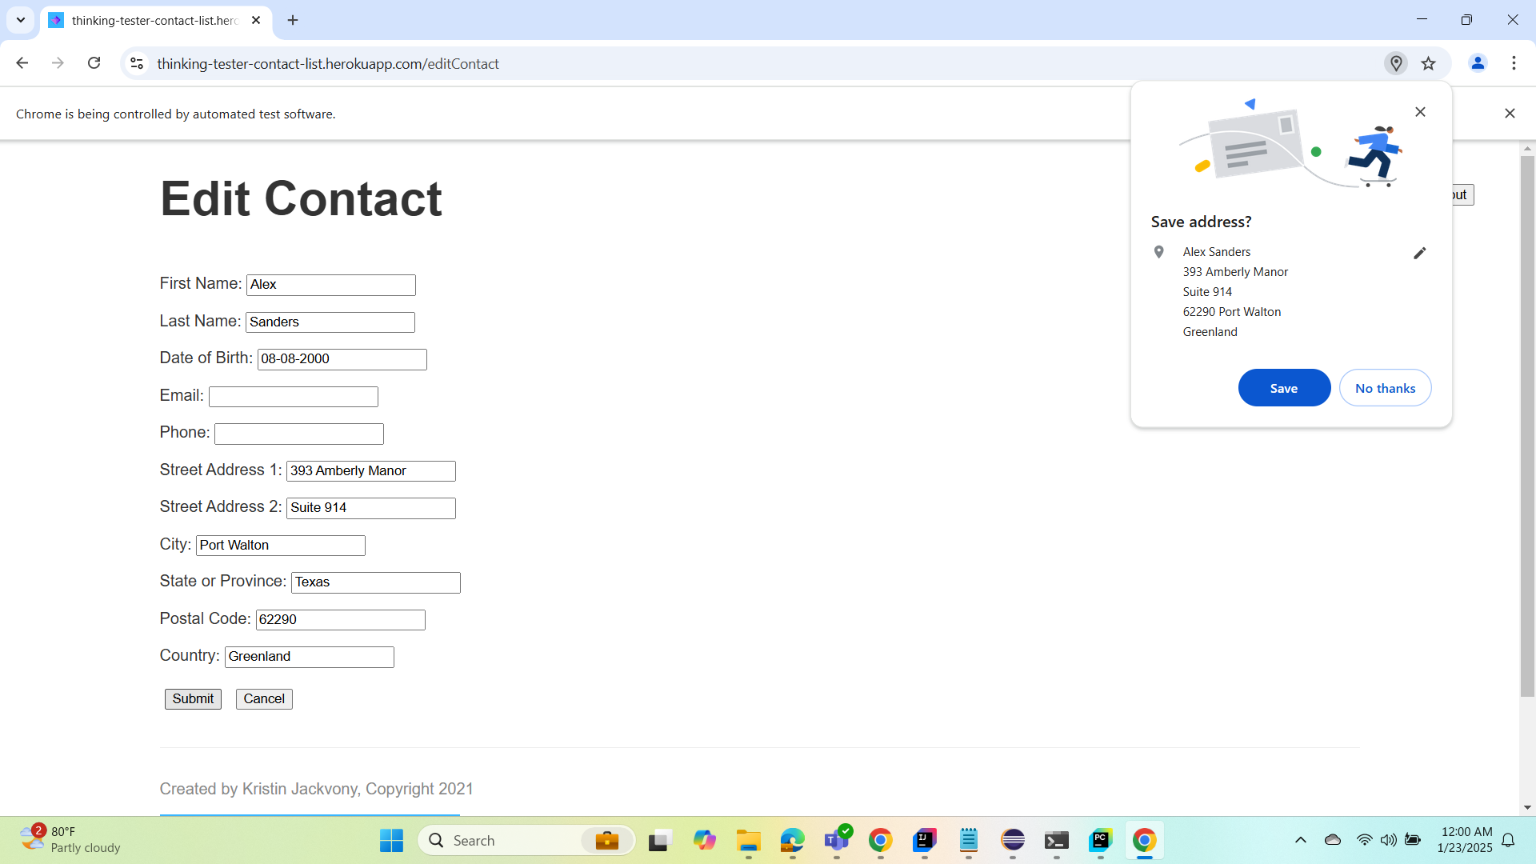 thinking-tester-contact-list.herc
thinking-tester-contact-list.herokuapp.com/editContact
Chrome is being controlled by automated test software.
Edit Contact
out
First Name: Alex
Last Name: Sanders
Date of Birth: 08-08-2000
Email:
Phone:
Street Address 1: 393 Amberly Manor
Street Address 2: Suite 914
City: Port Walton
State or Province: Texas
Postal Code: 62290
Country: Greenland
Submit Cancel
Created by Kristin Jackvony, Copyright 2021
Save address?
Alex Sanders
393 Amberly Manor
Suite 914
62290 Port Walton
Greenland
Save No thanks
2
80°F
Partly cloudy
Search
12:00 AM
1/23/2025